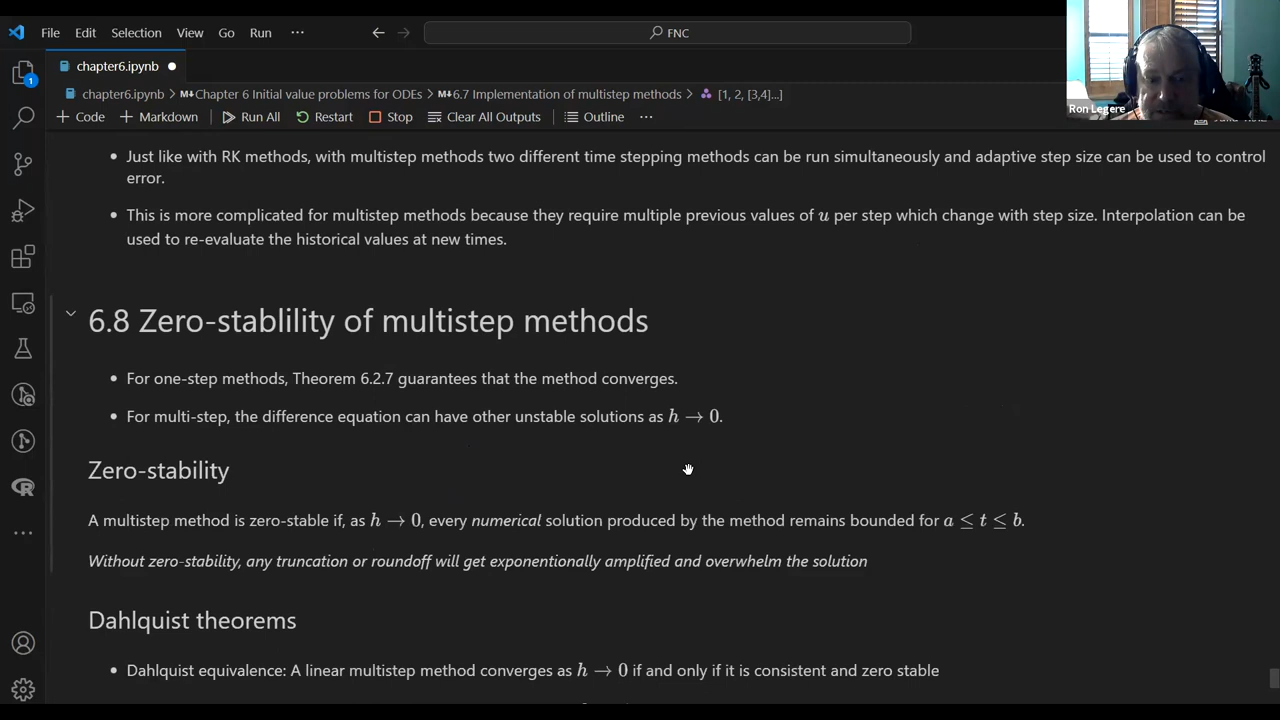 File Edit Selection View Go Run ···
FNC
Ron Legere
chapter6.ipynb
chapter6.ipynb > Chapter 6 Initial value problems for ODEs > 6.7 Implementation of multistep methods > [1, 2, [3,4]...]
+ Code + Markdown Run All Restart Clear All Outputs Outline ···
• Just like with RK methods, with multistep methods two different time stepping methods can be run simultaneously and adaptive step size can be used to control
error.
• This is more complicated for multistep methods because they require multiple previous values of u per step which change with step size. Interpolation can be
used to re-evaluate the historical values at new times.
6.8 Zero-stablility of multistep methods
• For one-step methods, Theorem 6.2.7 guarantees that the method converges.
• For multi-step, the difference equation can have other unstable solutions as h → 0.
Zero-stability
A multistep method is zero-stable if, as h → 0, every numerical solution produced by the method remains bounded for a ≤ t ≤ b.
Without zero-stability, any truncation or roundoff will get exponentionally amplified and overwhelm the solution
Dahlquist theorems
• Dahlquist equivalence: A linear multistep method converges as h → 0 if and only if it is consistent and zero stable
1